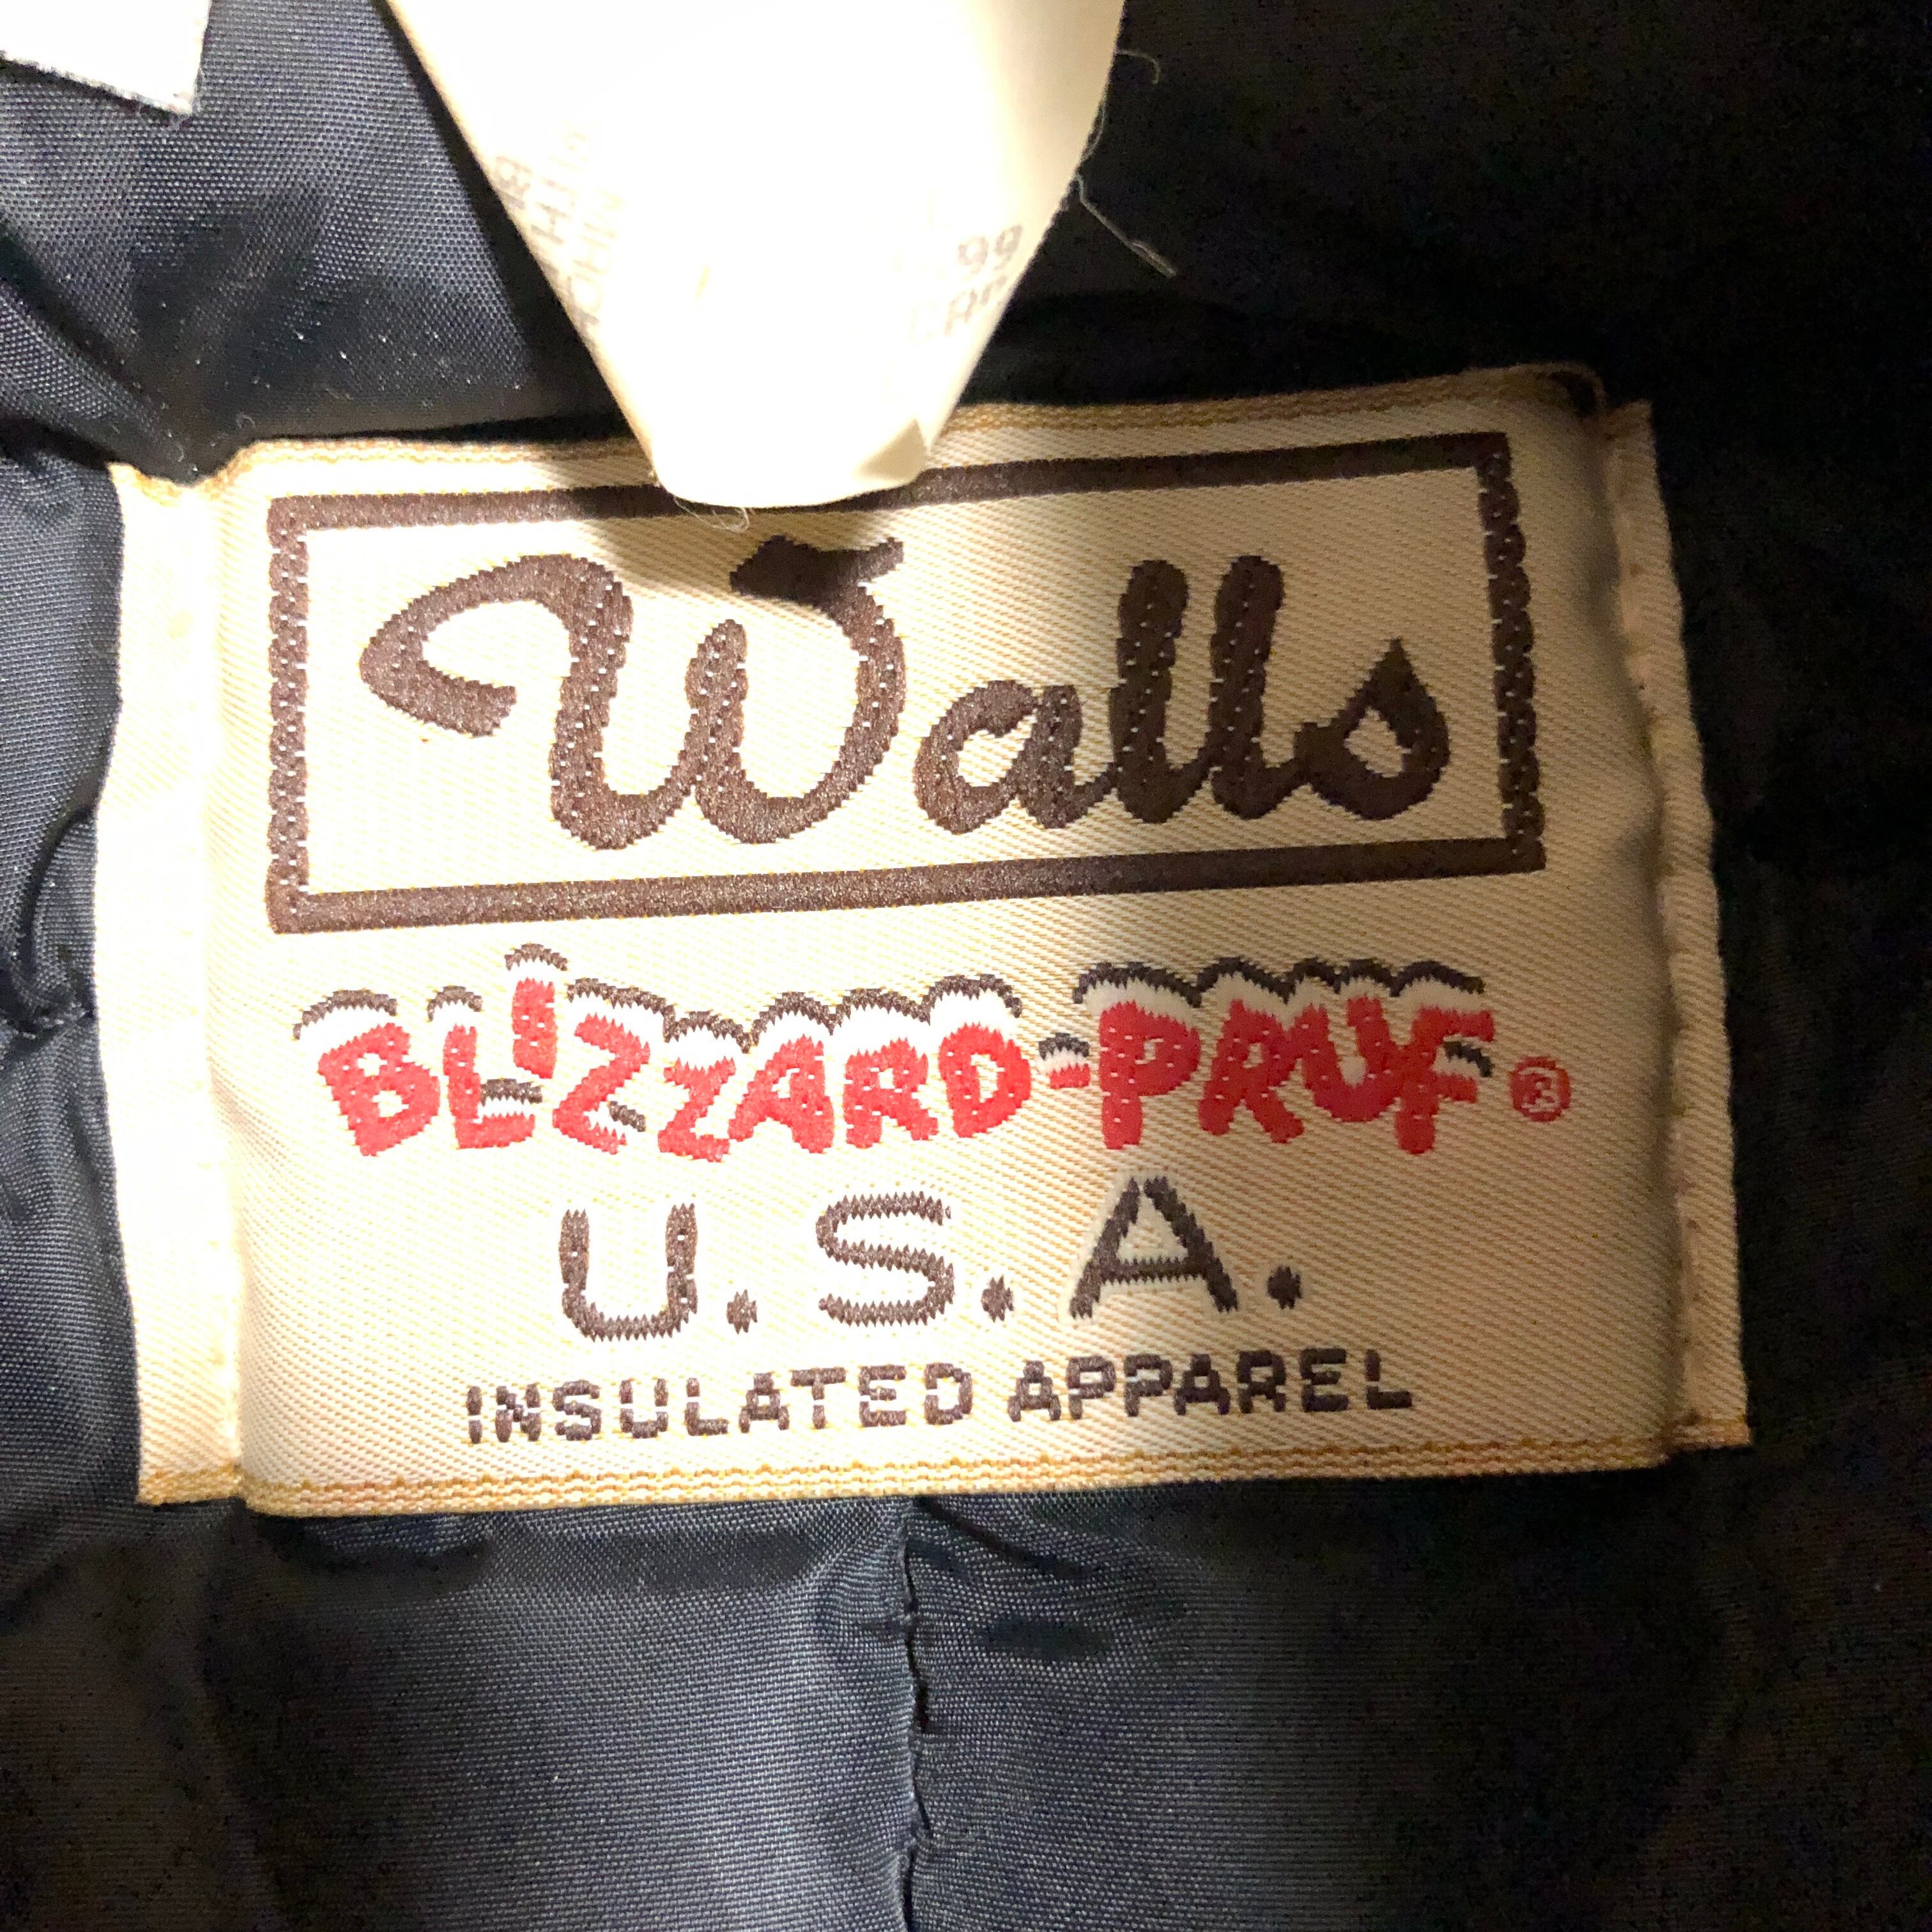 Walls
BLIZZARD-PRUF®
U.S.A.
INSULATED APPAREL